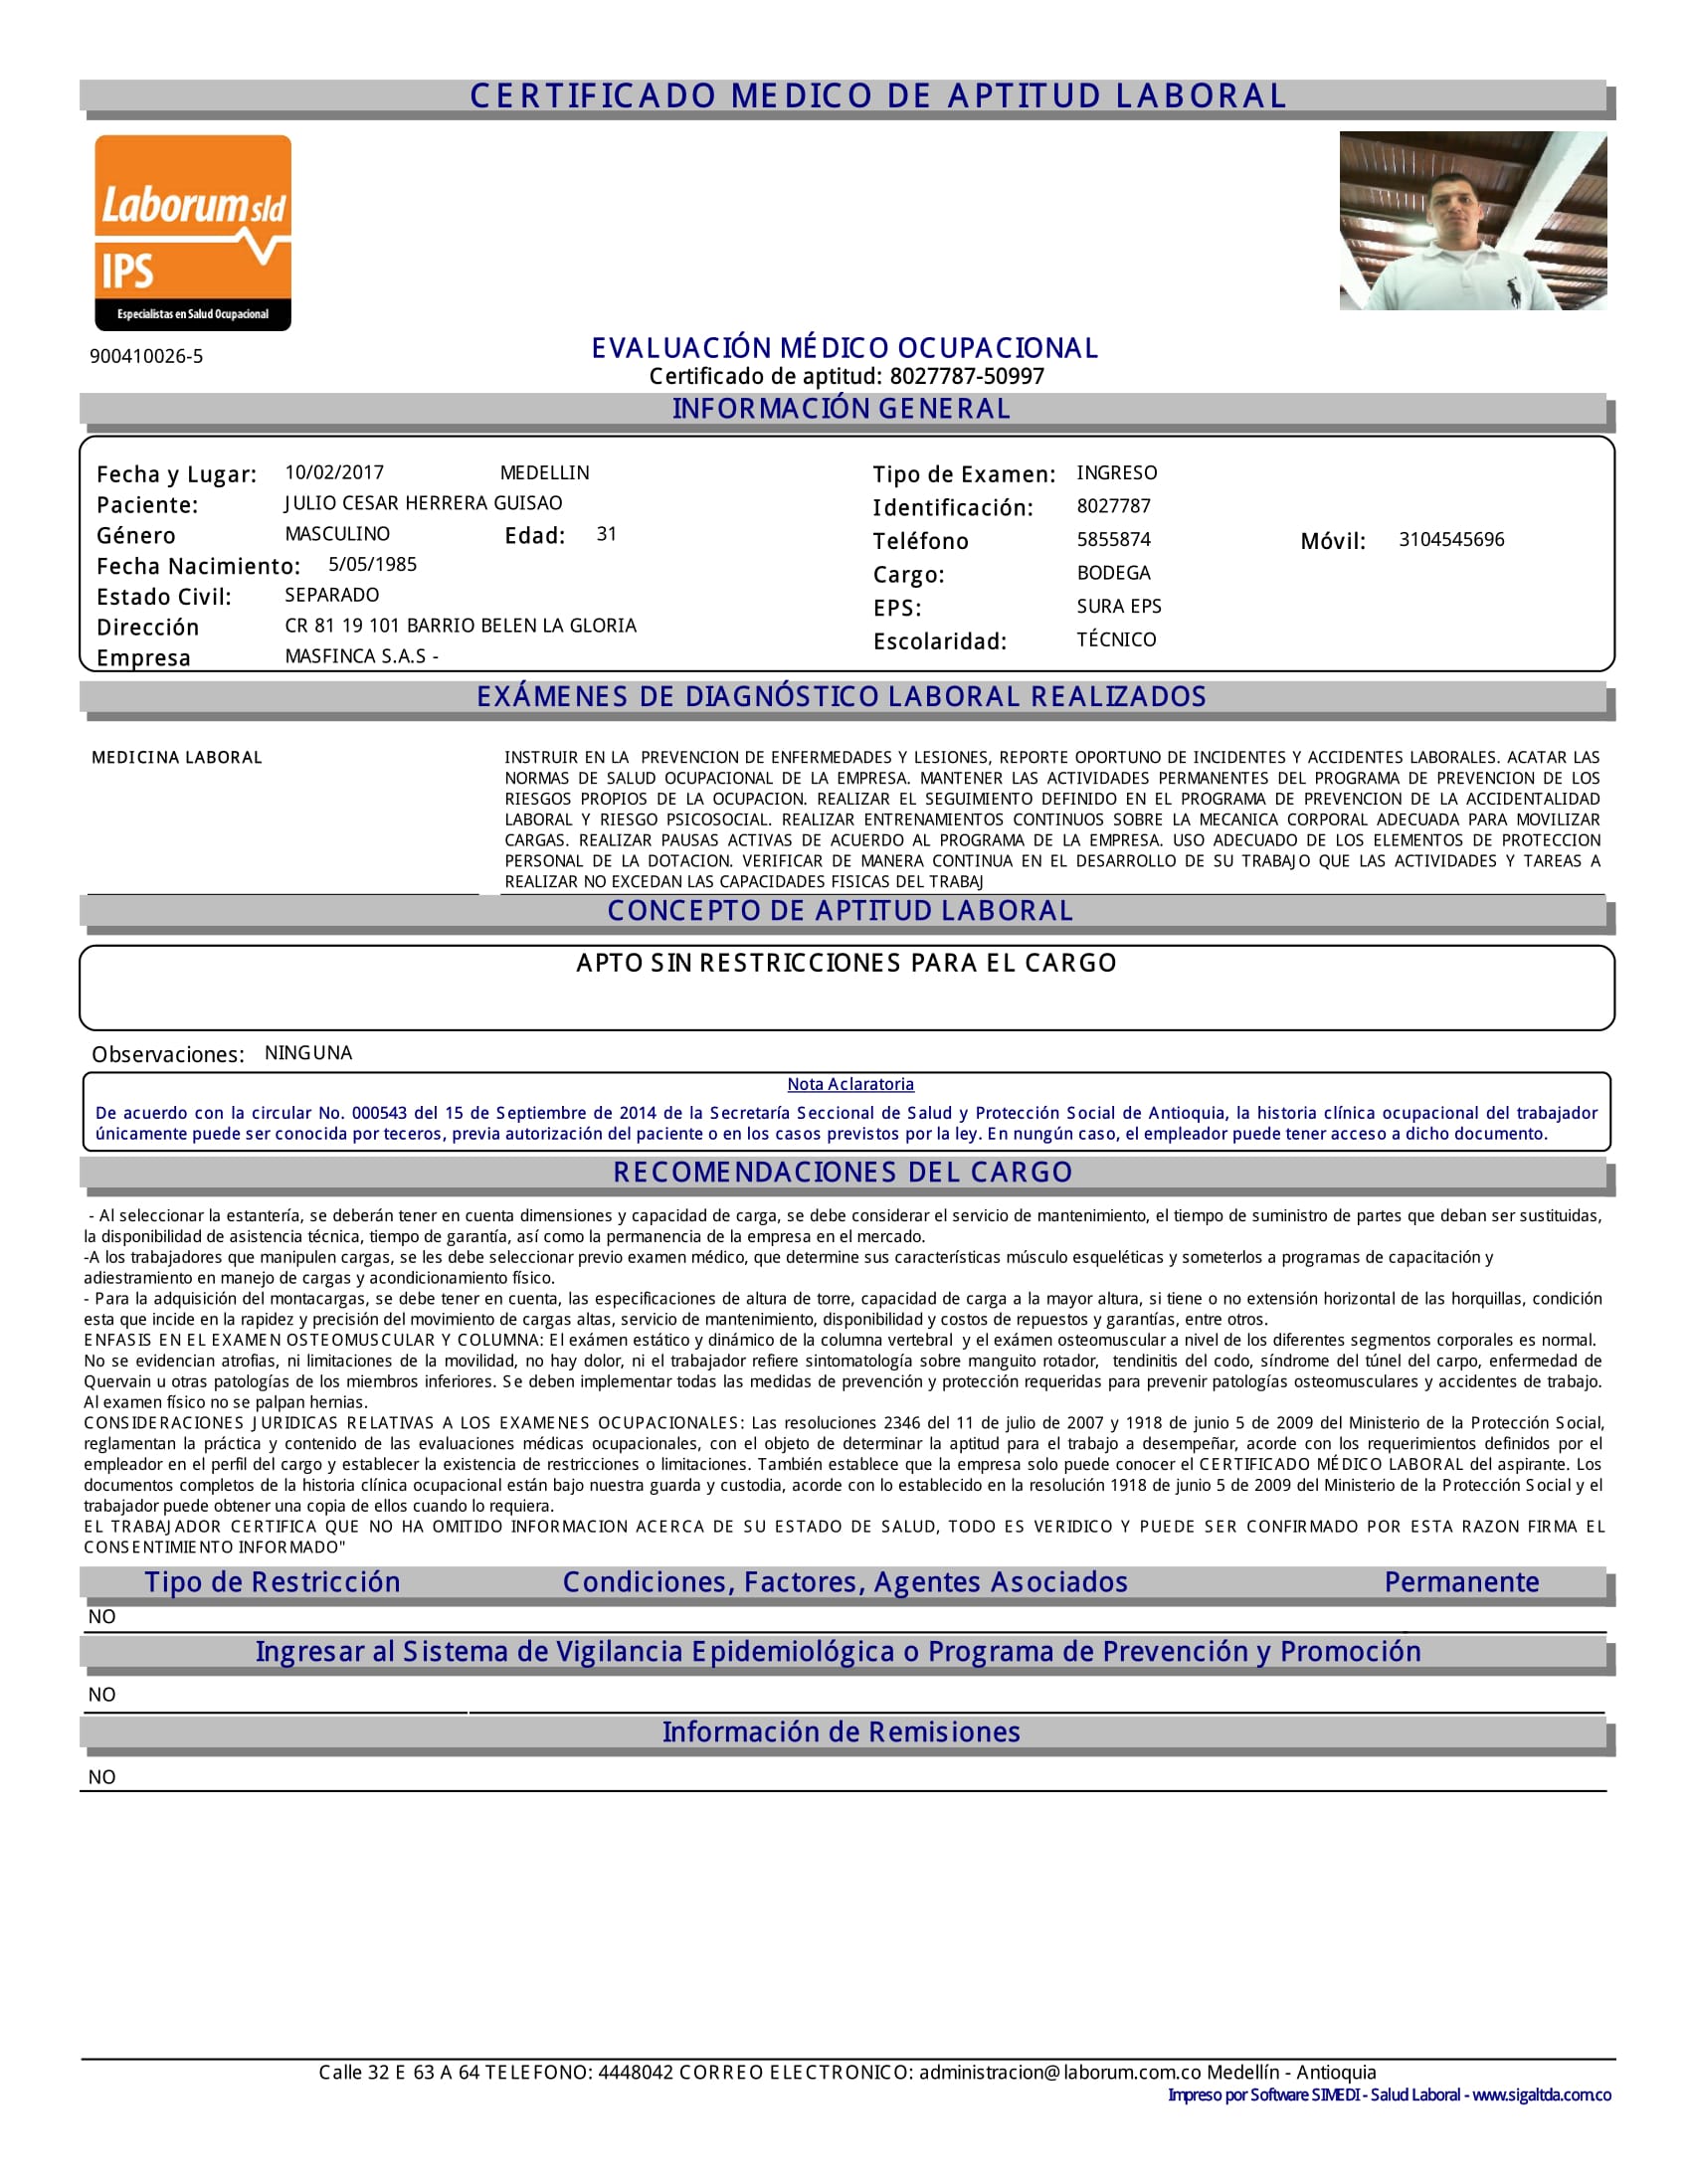 CERTIFICADO MEDICO DE APTITUD LABORAL
Laborum sld
IPS
Especialistas en Salud Ocupacional
900410026-5
EVALUACIÓN MÉDICO OCUPACIONAL
Certificado de aptitud: 8027787-50997
INFORMACIÓN GENERAL
Fecha y Lugar: 10/02/2017 MEDELLIN Tipo de Examen: INGRESO
Paciente: JULIO CESAR HERRERA GUISAO Identificación: 8027787
Género MASCULINO Edad: 31 Teléfono 5855874 Móvil: 3104545696
Fecha Nacimiento: 5/05/1985 Cargo: BODEGA
Estado Civil: SEPARADO EPS: SURA EPS
Dirección CR 81 19 101 BARRIO BELEN LA GLORIA Escolaridad: TÉCNICO
Empresa MASFINCA S.A.S -
EXÁMENES DE DIAGNÓSTICO LABORAL REALIZADOS
MEDICINA LABORAL INSTRUIR EN LA PREVENCION DE ENFERMEDADES Y LESIONES, REPORTE OPORTUNO DE INCIDENTES Y ACCIDENTES LABORALES. ACATAR LAS
NORMAS DE SALUD OCUPACIONAL DE LA EMPRESA. MANTENER LAS ACTIVIDADES PERMANENTES DEL PROGRAMA DE PREVENCION DE LOS
RIESGOS PROPIOS DE LA OCUPACION. REALIZAR EL SEGUIMIENTO DEFINIDO EN EL PROGRAMA DE PREVENCION DE LA ACCIDENTALIDAD
LABORAL Y RIESGO PSICOSOCIAL. REALIZAR ENTRENAMIENTOS CONTINUOS SOBRE LA MECANICA CORPORAL ADECUADA PARA MOVILIZAR
CARGAS. REALIZAR PAUSAS ACTIVAS DE ACUERDO AL PROGRAMA DE LA EMPRESA. USO ADECUADO DE LOS ELEMENTOS DE PROTECCION
PERSONAL DE LA DOTACION. VERIFICAR DE MANERA CONTINUA EN EL DESARROLLO DE SU TRABAJO QUE LAS ACTIVIDADES Y TAREAS A
REALIZAR NO EXCEDAN LAS CAPACIDADES FISICAS DEL TRABAJ
CONCEPTO DE APTITUD LABORAL
APTO SIN RESTRICCIONES PARA EL CARGO
Observaciones: NINGUNA
Nota Aclaratoria
De acuerdo con la circular No. 000543 del 15 de Septiembre de 2014 de la Secretaría Seccional de Salud y Protección Social de Antioquia, la historia clínica ocupacional del trabajador
únicamente puede ser conocida por teceros, previa autorización del paciente o en los casos previstos por la ley. En nungún caso, el empleador puede tener acceso a dicho documento.
RECOMENDACIONES DEL CARGO
- Al seleccionar la estantería, se deberán tener en cuenta dimensiones y capacidad de carga, se debe considerar el servicio de mantenimiento, el tiempo de suministro de partes que deban ser sustituidas,
la disponibilidad de asistencia técnica, tiempo de garantía, así como la permanencia de la empresa en el mercado.
-A los trabajadores que manipulen cargas, se les debe seleccionar previo examen médico, que determine sus características músculo esqueléticas y someterlos a programas de capacitación y
adiestramiento en manejo de cargas y acondicionamiento físico.
- Para la adquisición del montacargas, se debe tener en cuenta, las especificaciones de altura de torre, capacidad de carga a la mayor altura, si tiene o no extensión horizontal de las horquillas, condición
esta que incide en la rapidez y precisión del movimiento de cargas altas, servicio de mantenimiento, disponibilidad y costos de repuestos y garantías, entre otros.
ENFASIS EN EL EXAMEN OSTEOMUSCULAR Y COLUMNA: El exámen estático y dinámico de la columna vertebral y el exámen osteomuscular a nivel de los diferentes segmentos corporales es normal.
No se evidencian atrofias, ni limitaciones de la movilidad, no hay dolor, ni el trabajador refiere sintomatología sobre manguito rotador, tendinitis del codo, síndrome del túnel del carpo, enfermedad de
Quervain u otras patologías de los miembros inferiores. Se deben implementar todas las medidas de prevención y protección requeridas para prevenir patologías osteomusculares y accidentes de trabajo.
Al examen físico no se palpan hernias.
CONSIDERACIONES JURIDICAS RELATIVAS A LOS EXAMENES OCUPACIONALES: Las resoluciones 2346 del 11 de julio de 2007 y 1918 de junio 5 de 2009 del Ministerio de la Protección Social,
reglamentan la práctica y contenido de las evaluaciones médicas ocupacionales, con el objeto de determinar la aptitud para el trabajo a desempeñar, acorde con los requerimientos definidos por el
empleador en el perfil del cargo y establecer la existencia de restricciones o limitaciones. También establece que la empresa solo puede conocer el CERTIFICADO MÉDICO LABORAL del aspirante. Los
documentos completos de la historia clínica ocupacional están bajo nuestra guarda y custodia, acorde con lo establecido en la resolución 1918 de junio 5 de 2009 del Ministerio de la Protección Social y el
trabajador puede obtener una copia de ellos cuando lo requiera.
EL TRABAJADOR CERTIFICA QUE NO HA OMITIDO INFORMACION ACERCA DE SU ESTADO DE SALUD, TODO ES VERIDICO Y PUEDE SER CONFIRMADO POR ESTA RAZON FIRMA EL
CONSENTIMIENTO INFORMADO"
Tipo de Restricción Condiciones, Factores, Agentes Asociados Permanente
NO
Ingresar al Sistema de Vigilancia Epidemiológica o Programa de Prevención y Promoción
NO
Información de Remisiones
NO
Calle 32 E 63 A 64 TELEFONO: 4448042 CORREO ELECTRONICO: administracion@laborum.com.co Medellín - Antioquia
Impreso por Software SIMEDI - Salud Laboral - www.sigaltda.com.co